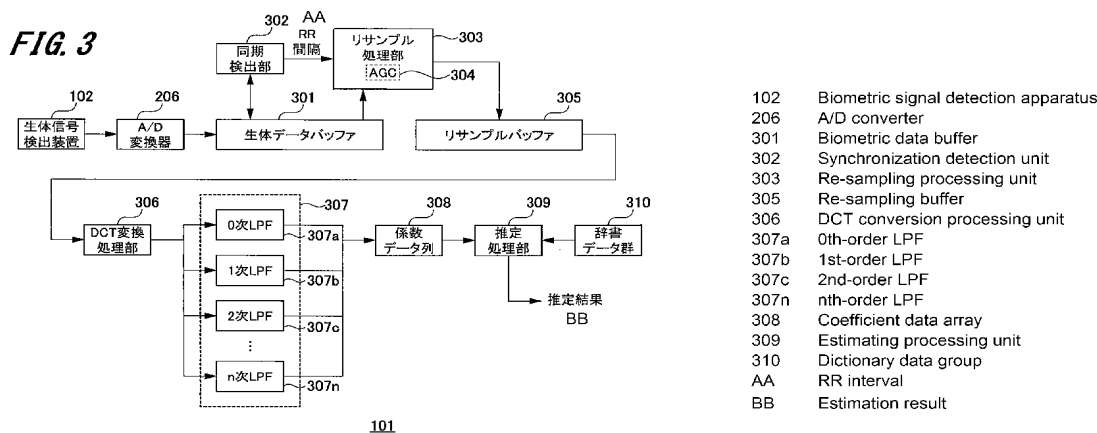 FIG. 3
302
AA
RR
間隔
同期
検出部
リサンプル
処理部
AGC
303
304
102
206
301
305
生体信号
検出装置
A/D
変換器
生体データバッファ
リサンプルバッファ
306
307
308
309
310
DCT変換
処理部
0次LPF
307a
1次LPF
307b
2次LPF
307c
⋮
n次LPF
307n
係数
データ列
推定
処理部
辞書
データ群
推定結果
BB
101
102 Biometric signal detection apparatus
206 A/D converter
301 Biometric data buffer
302 Synchronization detection unit
303 Re-sampling processing unit
305 Re-sampling buffer
306 DCT conversion processing unit
307a 0th-order LPF
307b 1st-order LPF
307c 2nd-order LPF
307n nth-order LPF
308 Coefficient data array
309 Estimating processing unit
310 Dictionary data group
AA RR interval
BB Estimation result